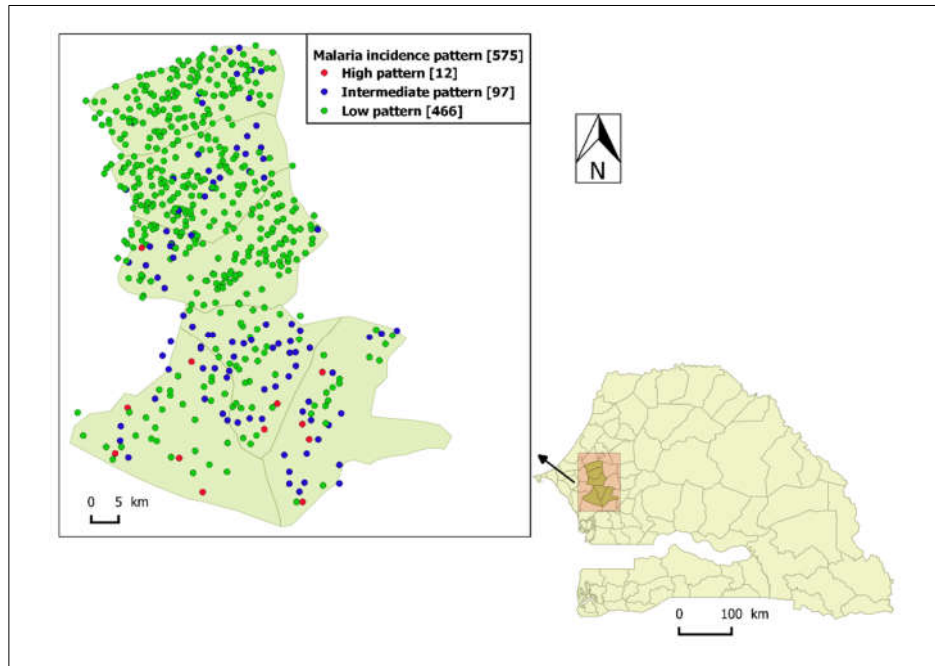 Malaria incidence pattern [575]
High pattern [12]
Intermediate pattern [97]
Low pattern [466]
N
0 5 km
0 100 km